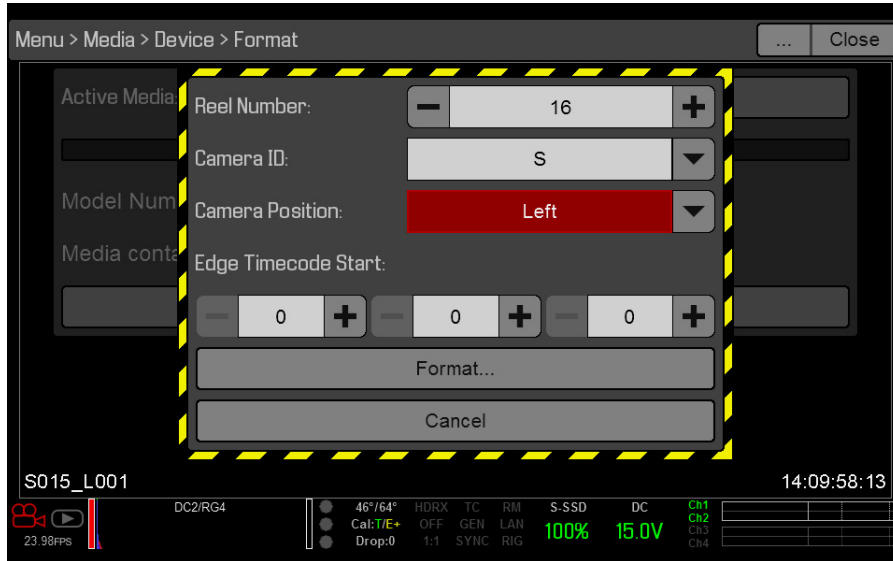 Menu > Media > Device > Format
... Close
Active Media:
Reel Number: 16
Camera ID: S
Model Num
Camera Position: Left
Media conta
Edge Timecode Start:
0 0 0
Format...
Cancel
S015_L001 14:09:58:13
DC2/RG4 46°/64° HDRX TC RM S-SSD DC Ch1
Cal:T/E+ OFF GEN LAN 100% 15.0V Ch2
23.98FPS Drop:0 1:1 SYNC RIG Ch3
Ch4